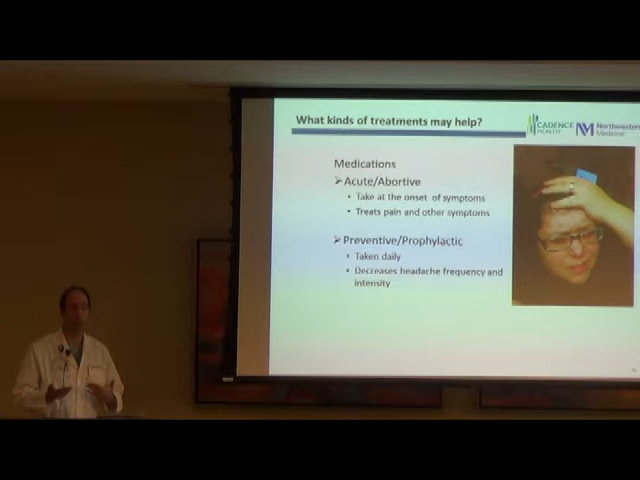 What kinds of treatments may help?
CADENCE
HEALTH
Northwestern
Medicine
Medications
➤Acute/Abortive
• Take at the onset of symptoms
• Treats pain and other symptoms
➤Preventive/Prophylactic
• Taken daily
• Decreases headache frequency and
intensity